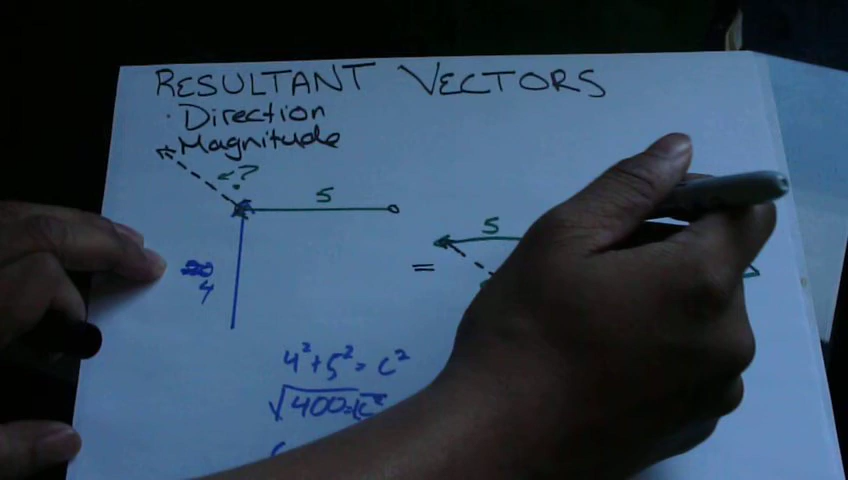 RESULTANT VECTORS
· Direction
· Magnitude
?
5
4
5
=
4² + 5² = c²
√400 = √c²